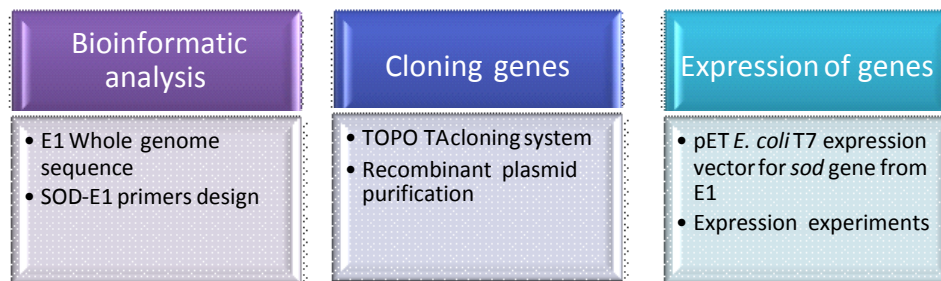 Bioinformatic
analysis
• E1 Whole genome
sequence
• SOD-E1 primers design
Cloning genes
• TOPO TAcloning system
• Recombinant plasmid
purification
Expression of genes
• pET E. coli T7 expression
vector for sod gene from
E1
• Expression experiments